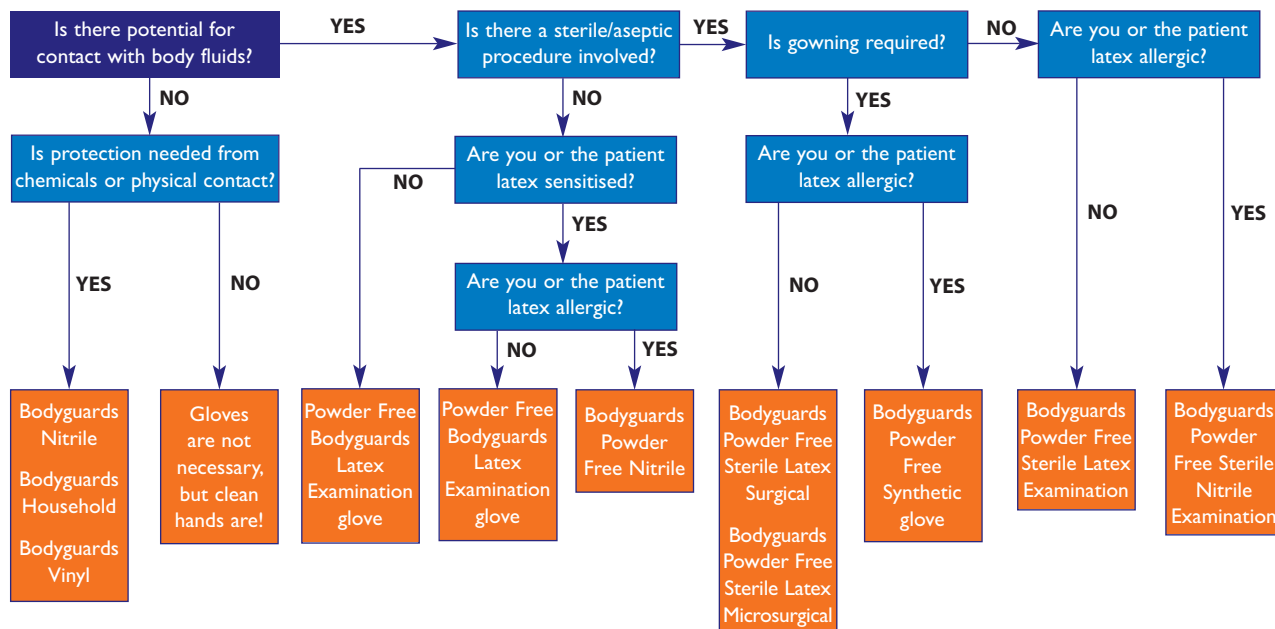 Is there potential for
contact with body fluids?
YES
Is there a sterile/aseptic
procedure involved?
YES
Is gowning required?
NO
Are you or the patient
latex allergic?
NO
NO
YES
Is protection needed from
chemicals or physical contact?
Are you or the patient
latex sensitised?
Are you or the patient
latex allergic?
NO
YES
Are you or the patient
latex allergic?
YES
NO
NO
YES
NO
YES
NO
YES
Bodyguards
Nitrile
Bodyguards
Household
Bodyguards
Vinyl
Gloves
are not
necessary,
but clean
hands are!
Powder Free
Bodyguards
Latex
Examination
glove
Powder Free
Bodyguards
Latex
Examination
glove
Bodyguards
Powder
Free Nitrile
Bodyguards
Powder Free
Sterile Latex
Surgical
Bodyguards
Powder Free
Sterile Latex
Microsurgical
Bodyguards
Powder
Free
Synthetic
glove
Bodyguards
Powder Free
Sterile Latex
Examination
Bodyguards
Powder
Free Sterile
Nitrile
Examination